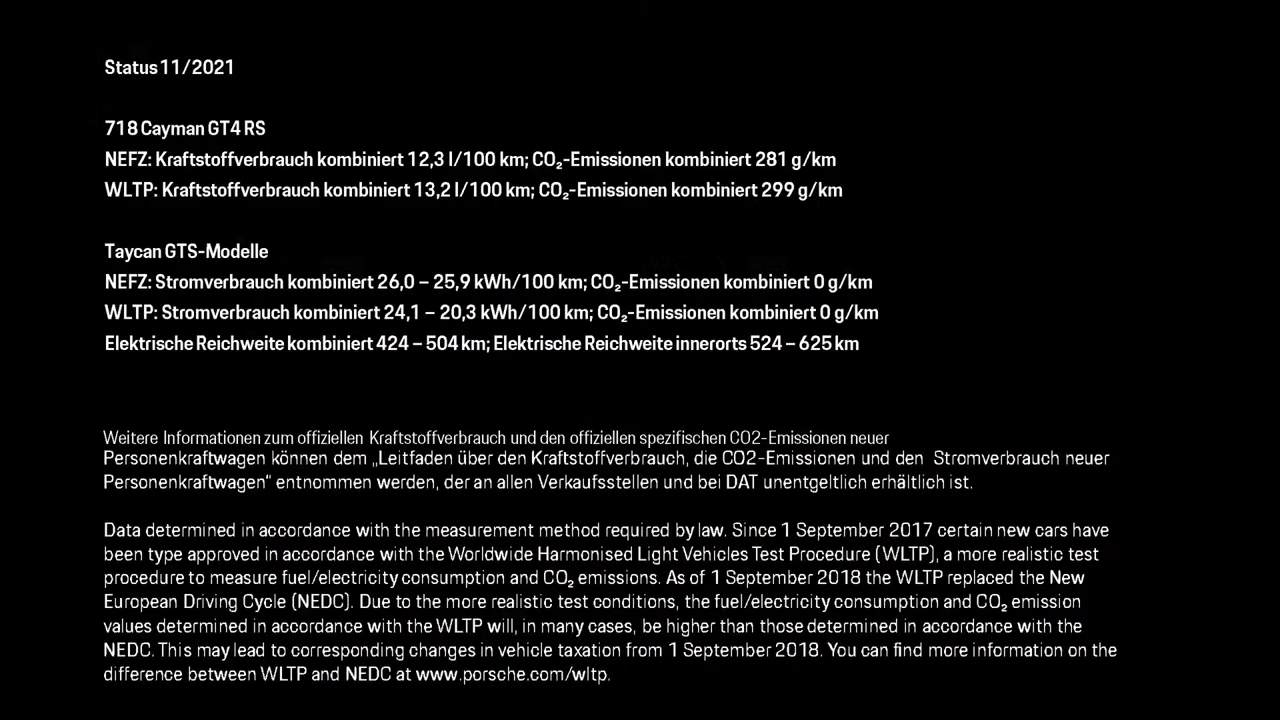 Status 11/2021
718 Cayman GT4 RS
NEFZ: Kraftstoffverbrauch kombiniert 12,3 l/100 km; CO₂-Emissionen kombiniert 281 g/km
WLTP: Kraftstoffverbrauch kombiniert 13,2 l/100 km; CO₂-Emissionen kombiniert 299 g/km
Taycan GTS-Modelle
NEFZ: Stromverbrauch kombiniert 26,0 – 25,9 kWh/100 km; CO₂-Emissionen kombiniert 0 g/km
WLTP: Stromverbrauch kombiniert 24,1 – 20,3 kWh/100 km; CO₂-Emissionen kombiniert 0 g/km
Elektrische Reichweite kombiniert 424 – 504 km; Elektrische Reichweite innerorts 524 – 625 km
Weitere Informationen zum offiziellen Kraftstoffverbrauch und den offiziellen spezifischen CO2-Emissionen neuer
Personenkraftwagen können dem „Leitfaden über den Kraftstoffverbrauch, die CO2-Emissionen und den Stromverbrauch neuer
Personenkraftwagen“ entnommen werden, der an allen Verkaufsstellen und bei DAT unentgeltlich erhältlich ist.
Data determined in accordance with the measurement method required by law. Since 1 September 2017 certain new cars have
been type approved in accordance with the Worldwide Harmonised Light Vehicles Test Procedure (WLTP), a more realistic test
procedure to measure fuel/electricity consumption and CO₂ emissions. As of 1 September 2018 the WLTP replaced the New
European Driving Cycle (NEDC). Due to the more realistic test conditions, the fuel/electricity consumption and CO₂ emission
values determined in accordance with the WLTP will, in many cases, be higher than those determined in accordance with the
NEDC. This may lead to corresponding changes in vehicle taxation from 1 September 2018. You can find more information on the
difference between WLTP and NEDC at www.porsche.com/wltp.